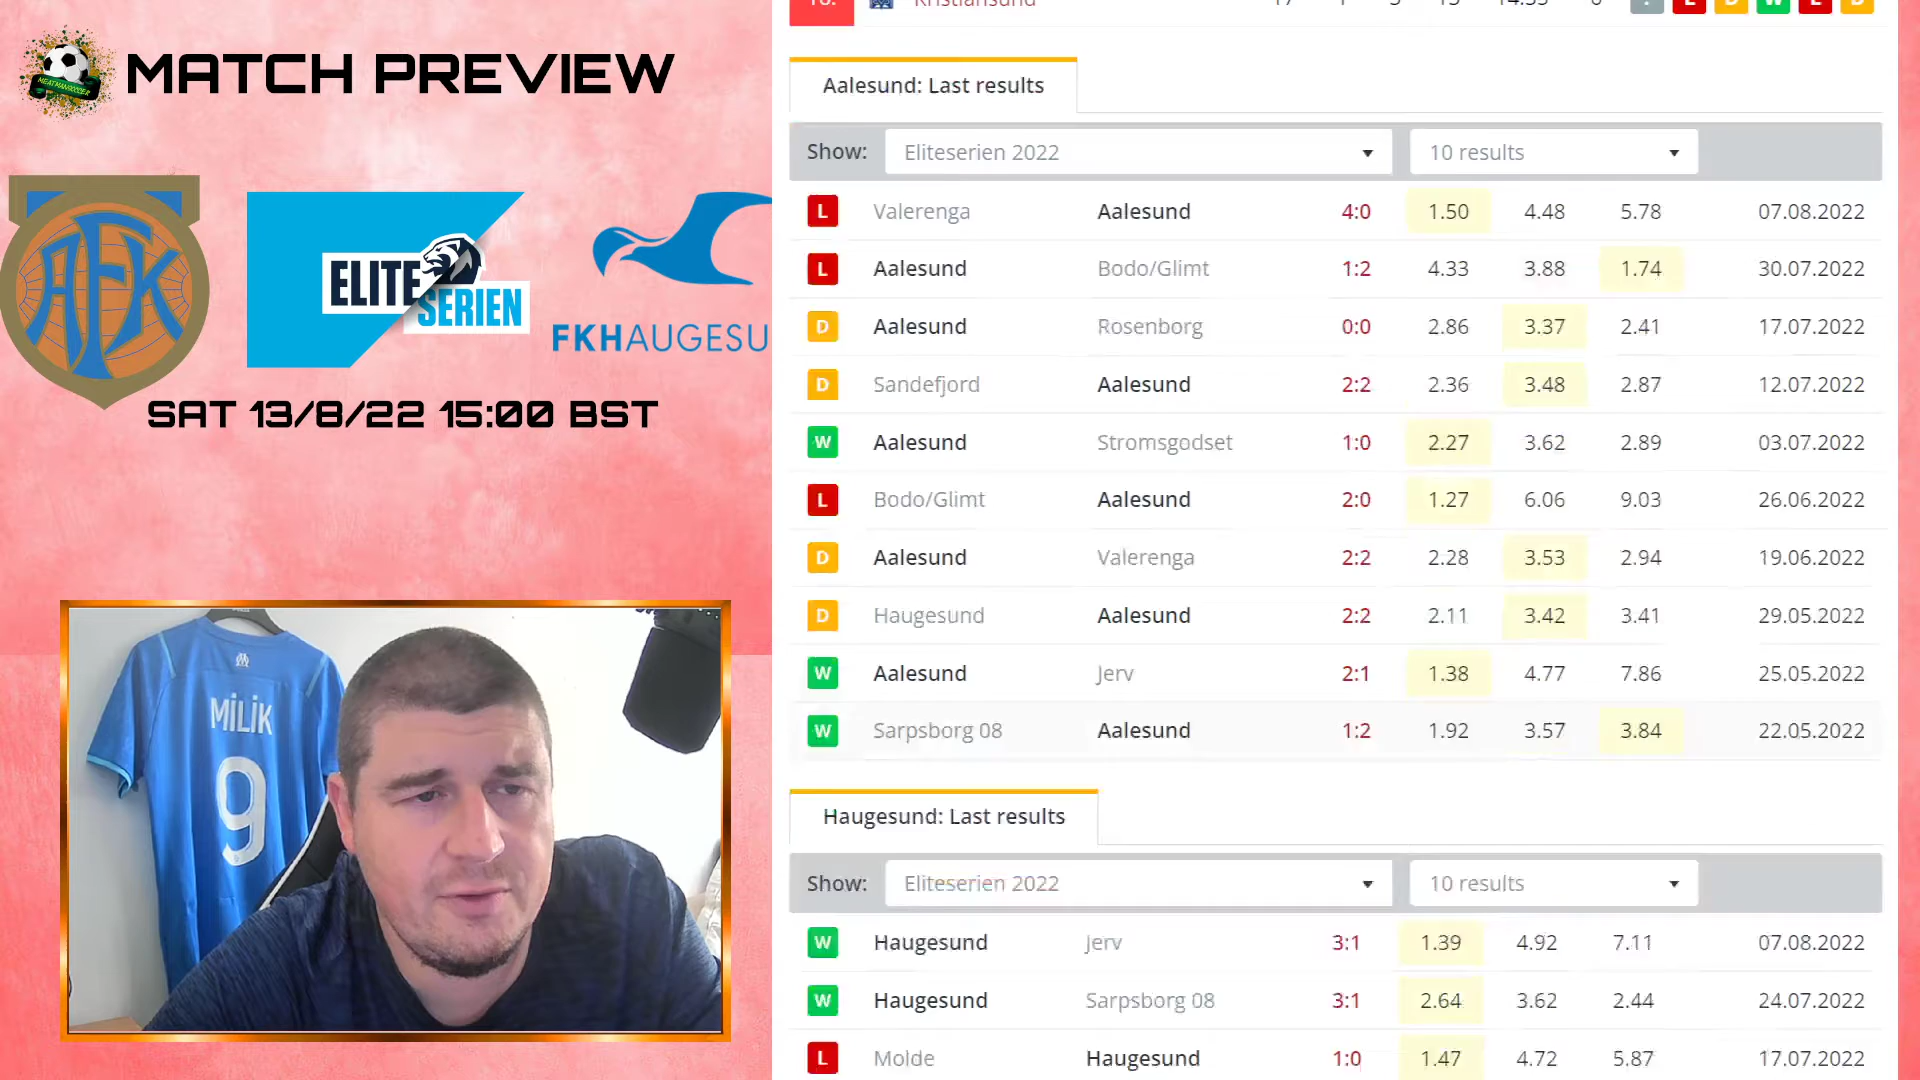 MATCH PREVIEW
MEATMANSOCCER
AFK
ELITE
SERIEN
FKHAUGESU
SAT 13/8/22 15:00 BST
MILIK
9
18. Kristiansund 17 1 14:35 ? L D W L D
Aalesund: Last results
Show: Eliteserien 2022 10 results
L Valerenga Aalesund 4:0 1.50 4.48 5.78 07.08.2022
L Aalesund Bodo/Glimt 1:2 4.33 3.88 1.74 30.07.2022
D Aalesund Rosenborg 0:0 2.86 3.37 2.41 17.07.2022
D Sandefjord Aalesund 2:2 2.36 3.48 2.87 12.07.2022
W Aalesund Stromsgodset 1:0 2.27 3.62 2.89 03.07.2022
L Bodo/Glimt Aalesund 2:0 1.27 6.06 9.03 26.06.2022
D Aalesund Valerenga 2:2 2.28 3.53 2.94 19.06.2022
D Haugesund Aalesund 2:2 2.11 3.42 3.41 29.05.2022
W Aalesund Jerv 2:1 1.38 4.77 7.86 25.05.2022
W Sarpsborg 08 Aalesund 1:2 1.92 3.57 3.84 22.05.2022
Haugesund: Last results
Show: Eliteserien 2022 10 results
W Haugesund Jerv 3:1 1.39 4.92 7.11 07.08.2022
W Haugesund Sarpsborg 08 3:1 2.64 3.62 2.44 24.07.2022
L Molde Haugesund 1:0 1.47 4.72 5.87 17.07.2022